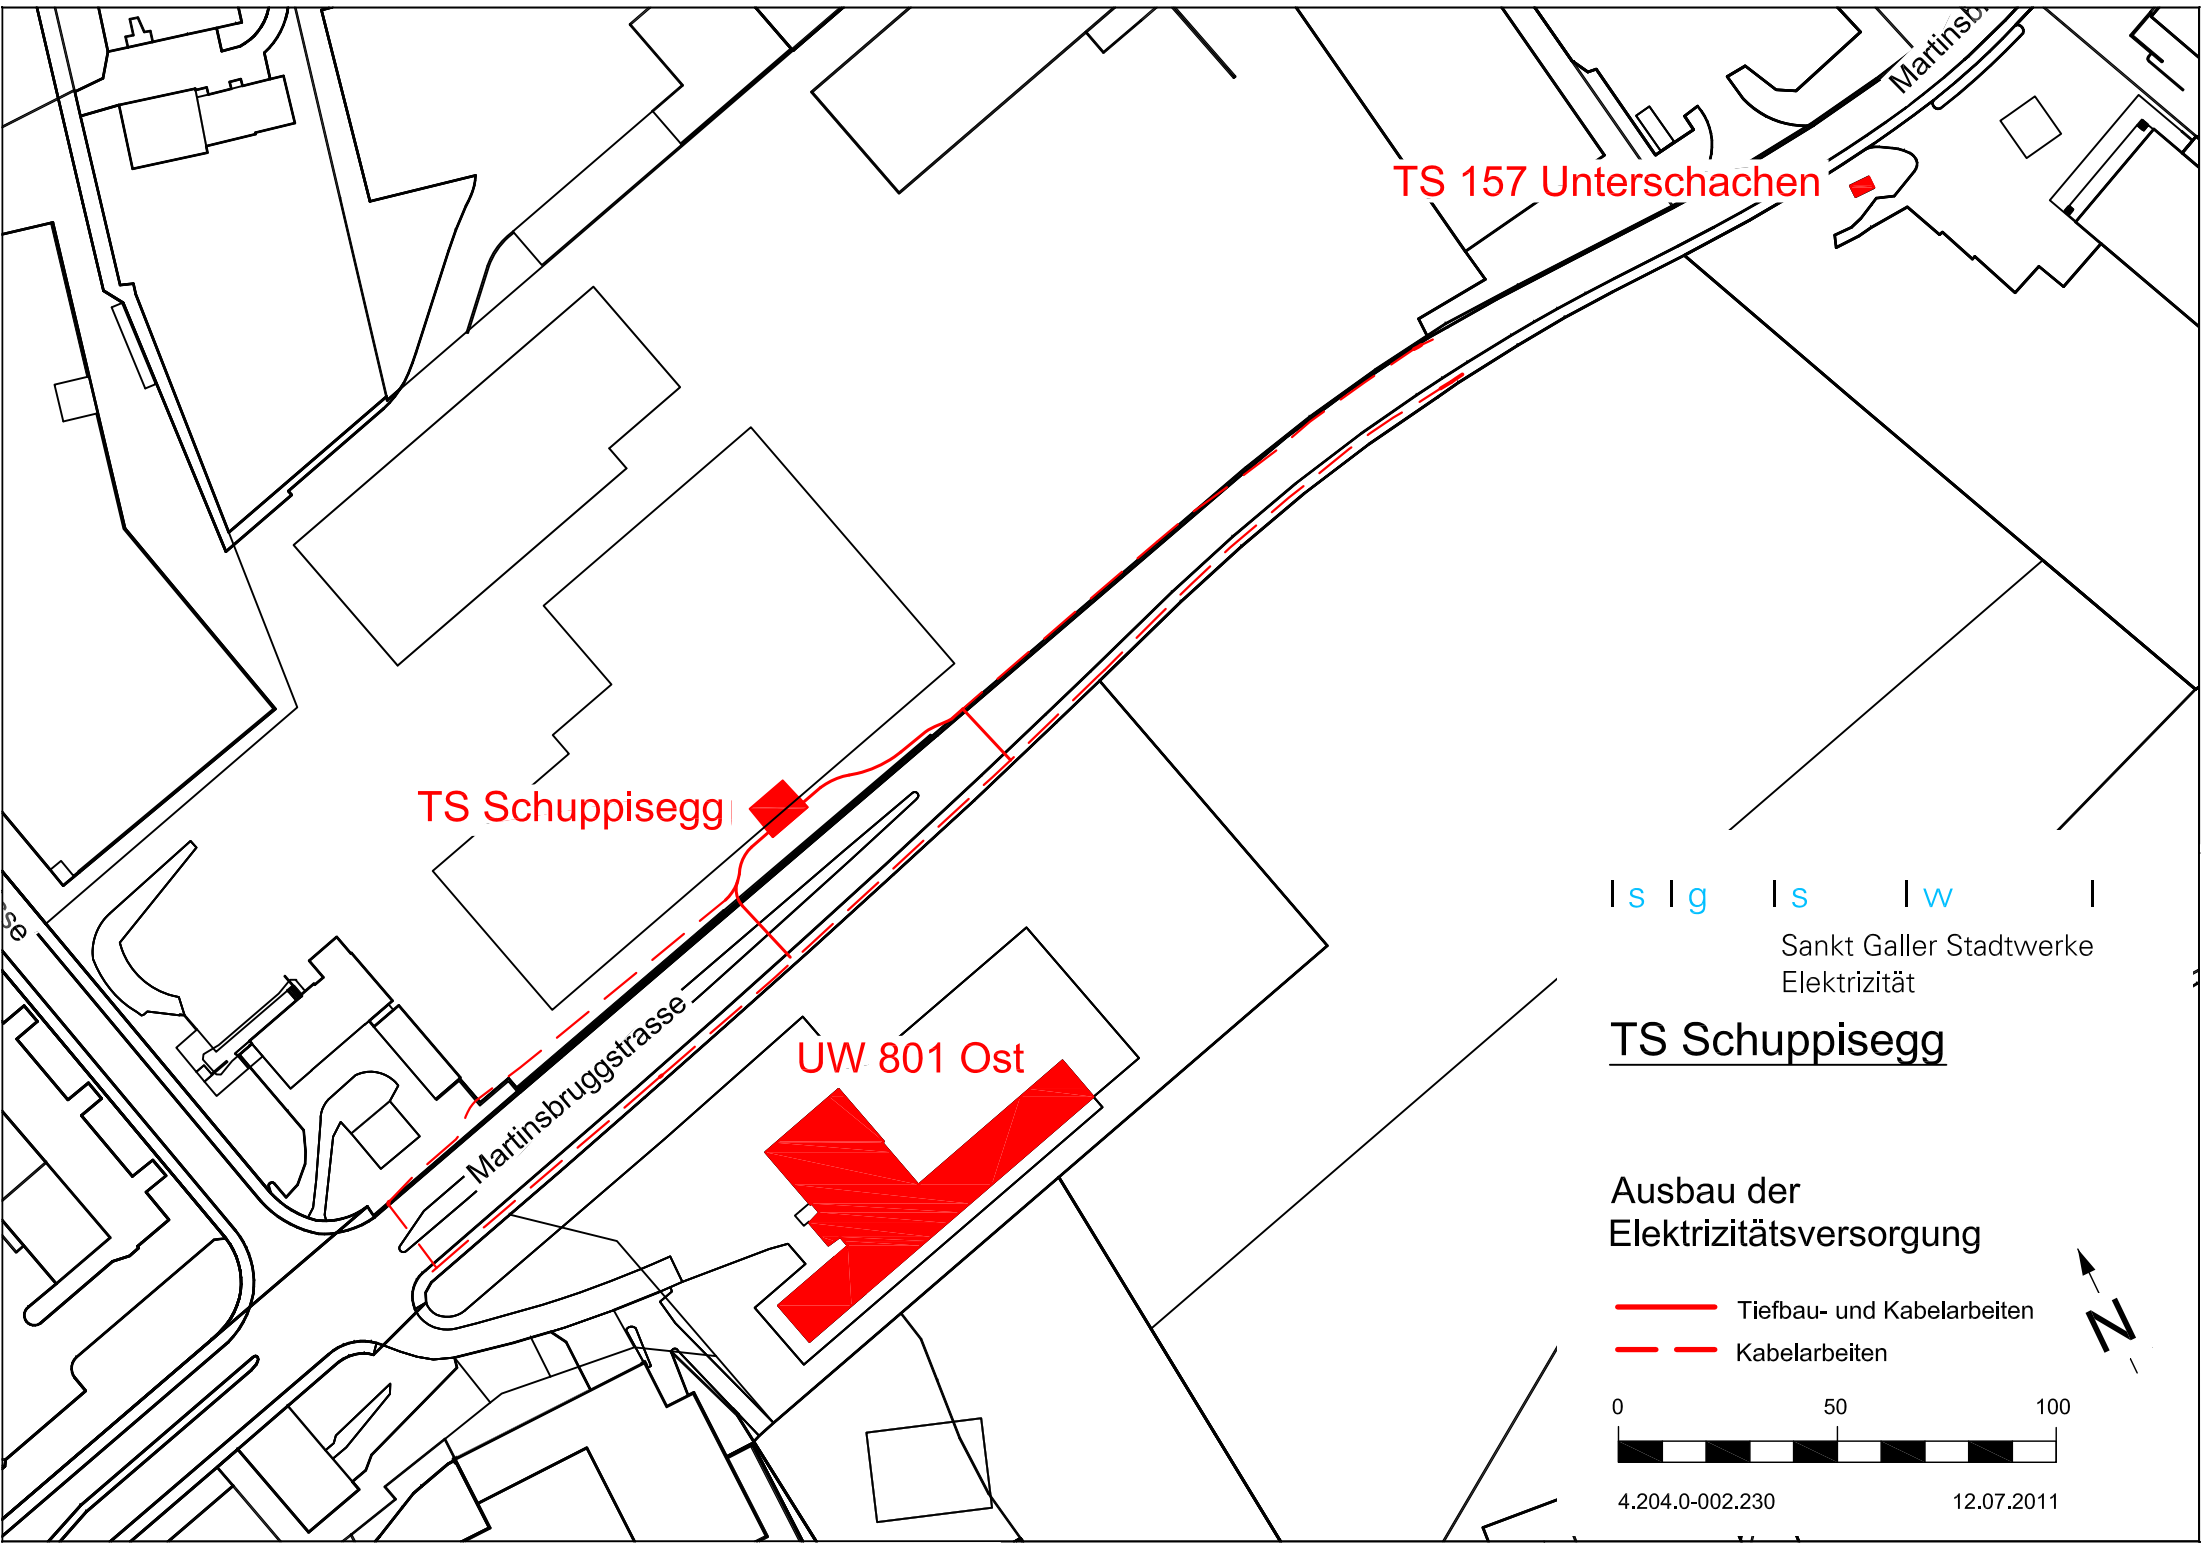 Martinsb
TS 157 Unterschachen
TS Schuppisegg
sse
Martinsbruggstrasse
UW 801 Ost
s g s w
Sankt Galler Stadtwerke
Elektrizität
TS Schuppisegg
Ausbau der
Elektrizitätsversorgung
Tiefbau- und Kabelarbeiten
Kabelarbeiten
N
0 50 100
4.204.0-002.230 12.07.2011